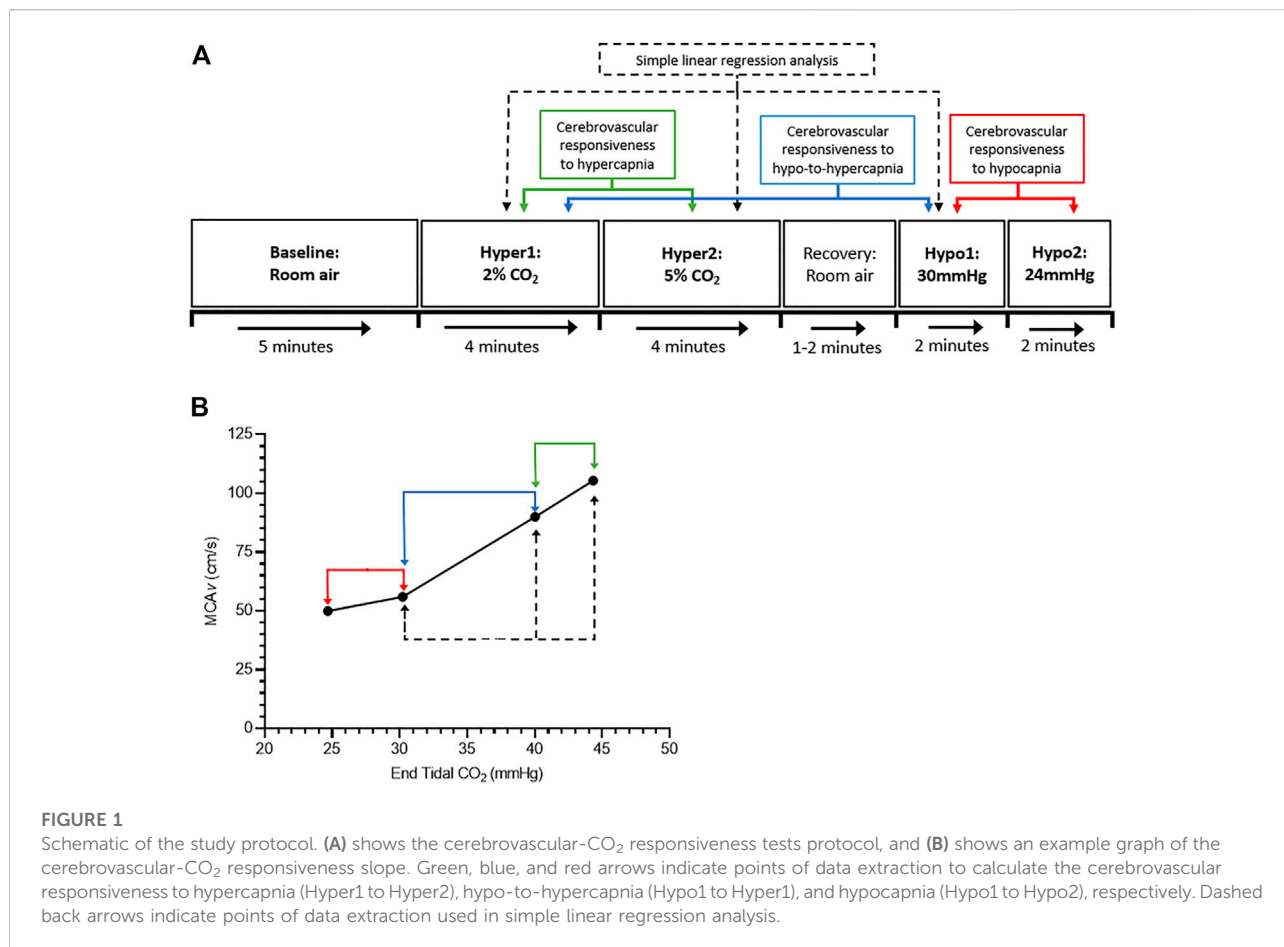 A
Simple linear regression analysis
Cerebrovascular
responsiveness
to hypercapnia
Cerebrovascular
responsiveness to
hypo-to-hypercapnia
Cerebrovascular
responsiveness
to hypocapnia
Baseline:
Room air
Hyper1:
2% CO₂
Hyper2:
5% CO₂
Recovery:
Room air
Hypo1:
30mmHg
Hypo2:
24mmHg
5 minutes
4 minutes
4 minutes
1-2 minutes
2 minutes
2 minutes
B
125
100
75
50
25
0
MCAv (cm/s)
20 25 30 35 40 45 50
End Tidal CO₂ (mmHg)
FIGURE 1
Schematic of the study protocol. (A) shows the cerebrovascular-CO₂ responsiveness tests protocol, and (B) shows an example graph of the
cerebrovascular-CO₂ responsiveness slope. Green, blue, and red arrows indicate points of data extraction to calculate the cerebrovascular
responsiveness to hypercapnia (Hyper1 to Hyper2), hypo-to-hypercapnia (Hypo1 to Hyper1), and hypocapnia (Hypo1 to Hypo2), respectively. Dashed
back arrows indicate points of data extraction used in simple linear regression analysis.